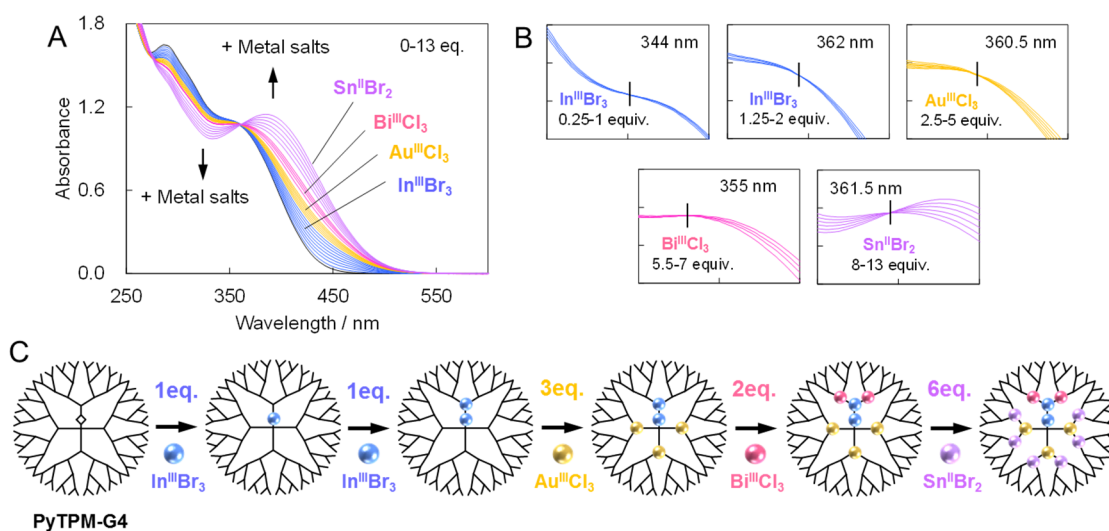 A
+ Metal salts
0-13 eq.
Sn^IIBr₂
Bi^IIICl₃
Au^IIICl₃
In^IIIBr₃
+ Metal salts
Absorbance
1.8
1.2
0.6
0.0
250
350
450
550
Wavelength / nm
B
344 nm
In^IIIBr₃
0.25-1 equiv.
362 nm
In^IIIBr₃
1.25-2 equiv.
360.5 nm
Au^IIICl₃
2.5-5 equiv.
355 nm
Bi^IIICl₃
5.5-7 equiv.
361.5 nm
Sn^IIBr₂
8-13 equiv.
C
1eq.
In^IIIBr₃
1eq.
In^IIIBr₃
3eq.
Au^IIICl₃
2eq.
Bi^IIICl₃
6eq.
Sn^IIBr₂
PyTPM-G4